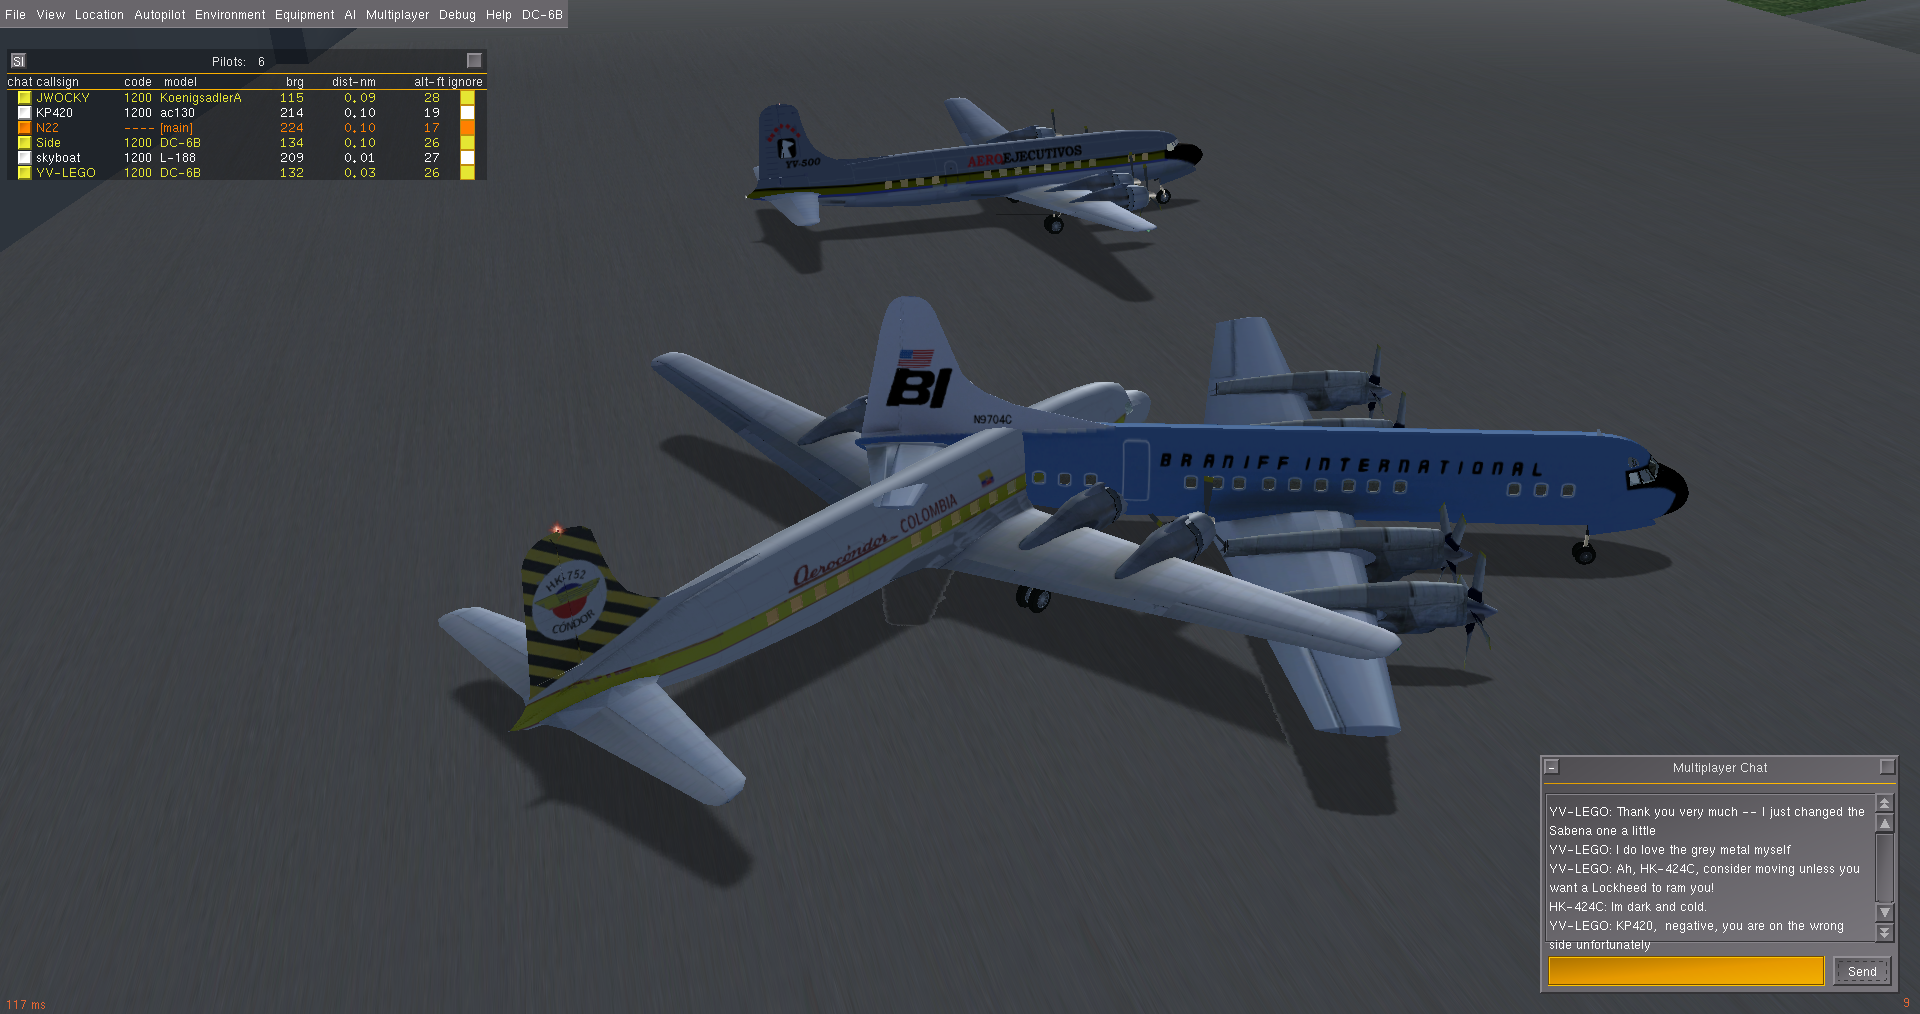 File View Location Autopilot Environment Equipment AI Multiplayer Debug Help DC-6B
SI Pilots: 6
chat callsign code model brg dist-nm alt-ft ignore
JWOCKY 1200 KoenigsadlerA 115 0.09 28
KP420 1200 ac130 214 0.10 19
N22 ---- [main] 224 0.10 17
Side 1200 DC-6B 134 0.10 26
skyboat 1200 L-188 209 0.01 27
YV-LEGO 1200 DC-6B 132 0.03 26
YV-500
AEROEJECUTIVOS
BI
N9704C
BRANIFF INTERNATIONAL
COLOMBIA
Aerocóndor
HK-752
CÓNDOR
Multiplayer Chat
YV-LEGO: Thank you very much -- I just changed the
Sabena one a little
YV-LEGO: I do love the grey metal myself
YV-LEGO: Ah, HK-424C, consider moving unless you
want a Lockheed to ram you!
HK-424C: Im dark and cold.
YV-LEGO: KP420, negative, you are on the wrong
side unfortunately
Send
117 ms
9